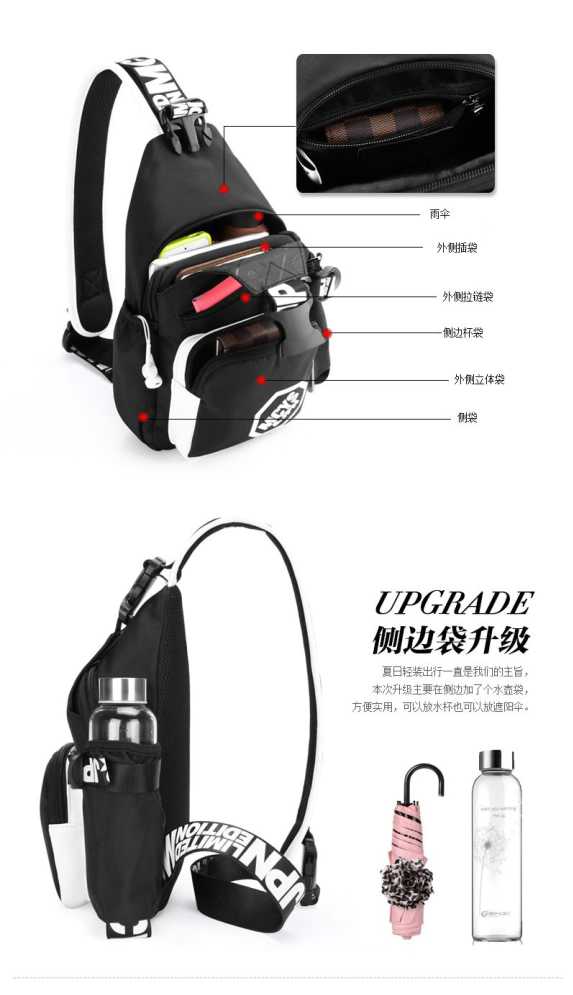 雨伞
外侧插袋
外侧拉链袋
侧边杯袋
外侧立体袋
侧袋
UPGRADE
侧边袋升级
夏日轻装出行一直是我们的主旨，
本次升级主要在侧边加了个水壶袋，
方便实用，可以放水杯也可以放遮阳伞。
JPN LIMITED
EDITION